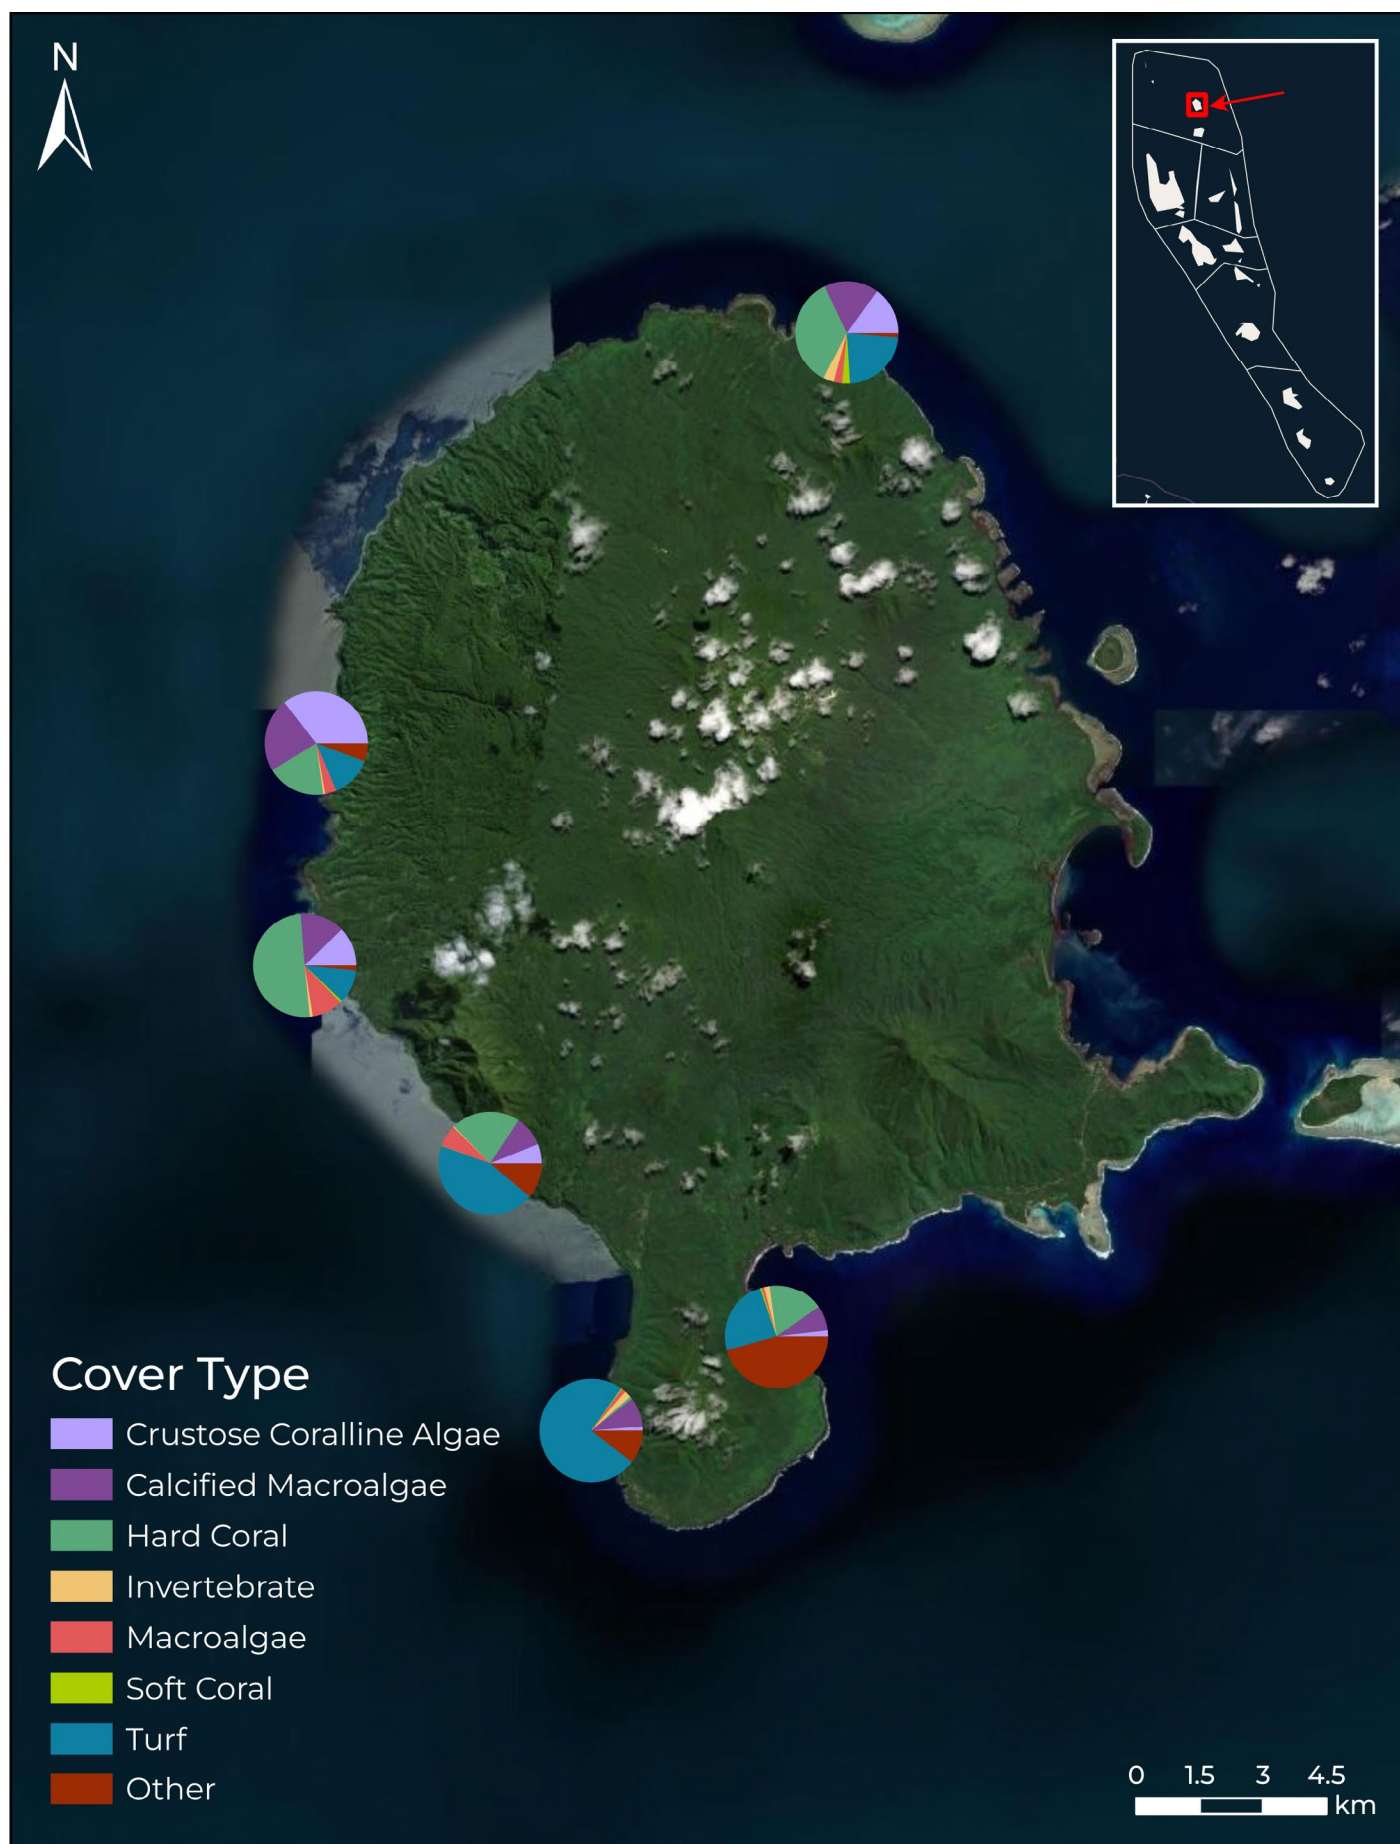 N
Cover Type
Crustose Coralline Algae
Calcified Macroalgae
Hard Coral
Invertebrate
Macroalgae
Soft Coral
Turf
Other
0 1.5 3 4.5
km